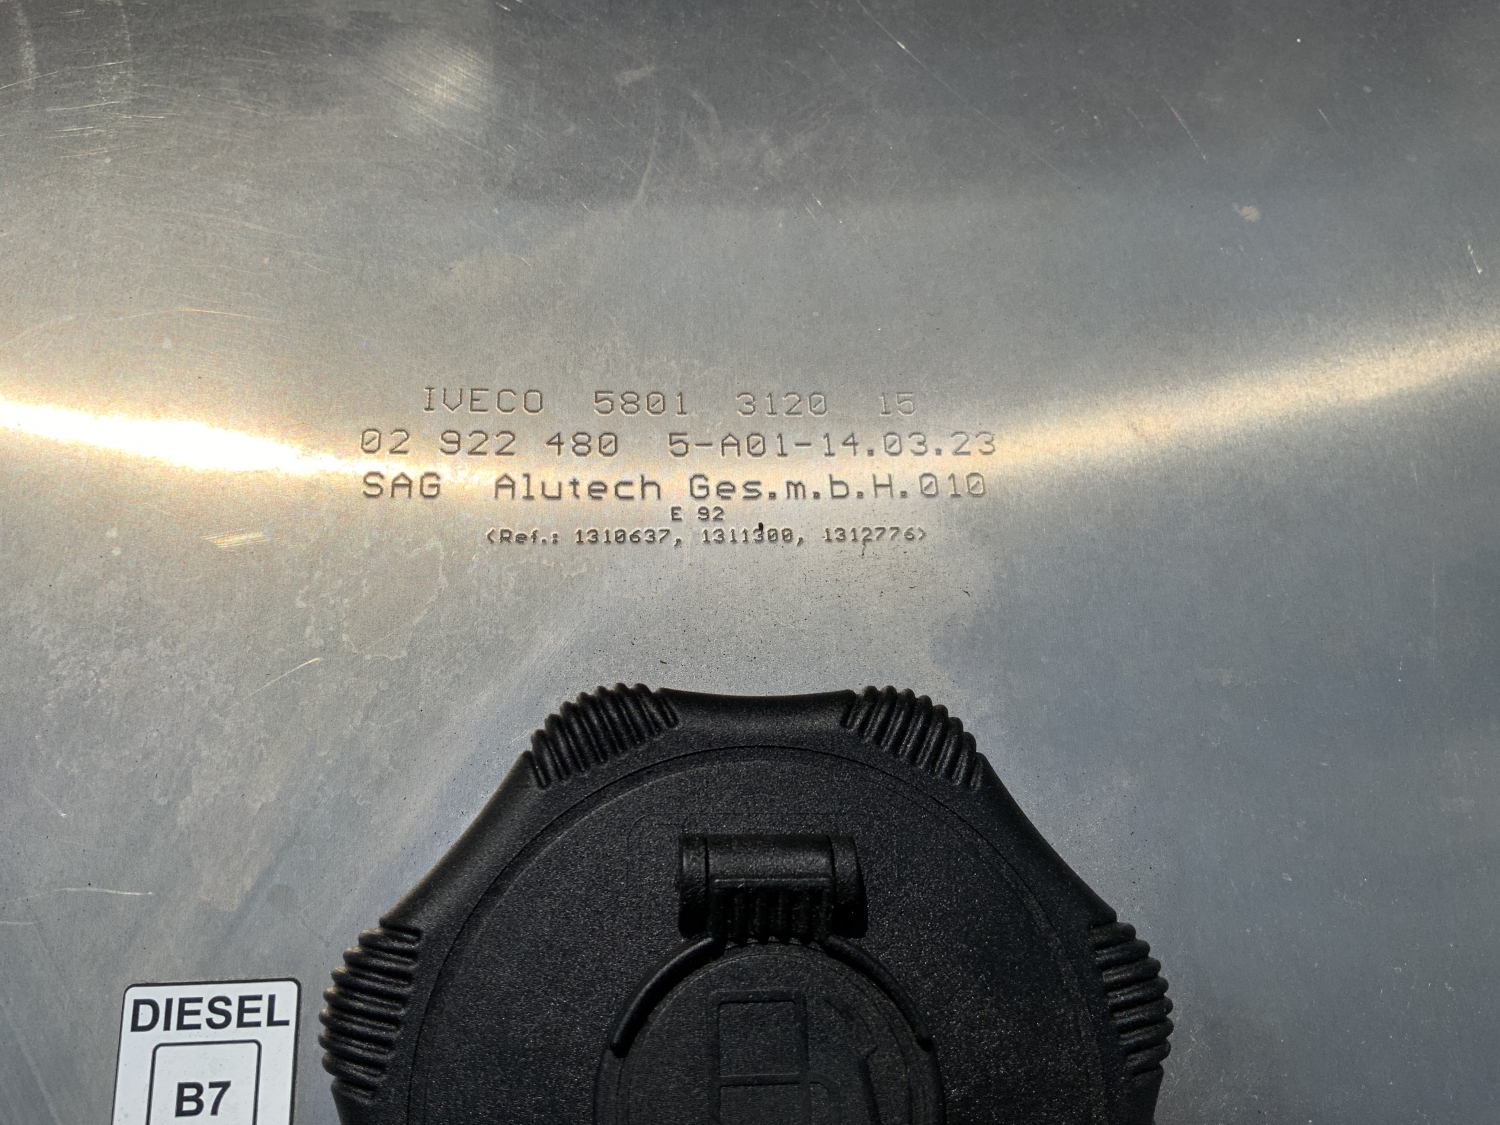 IVECO 5801 3120 15
02 922 480 5-A01-14.03.23
SAG Alutech Ges.m.b.H.010
E 92
<Ref.: 1310637, 1311300, 1312776>
DIESEL
B7